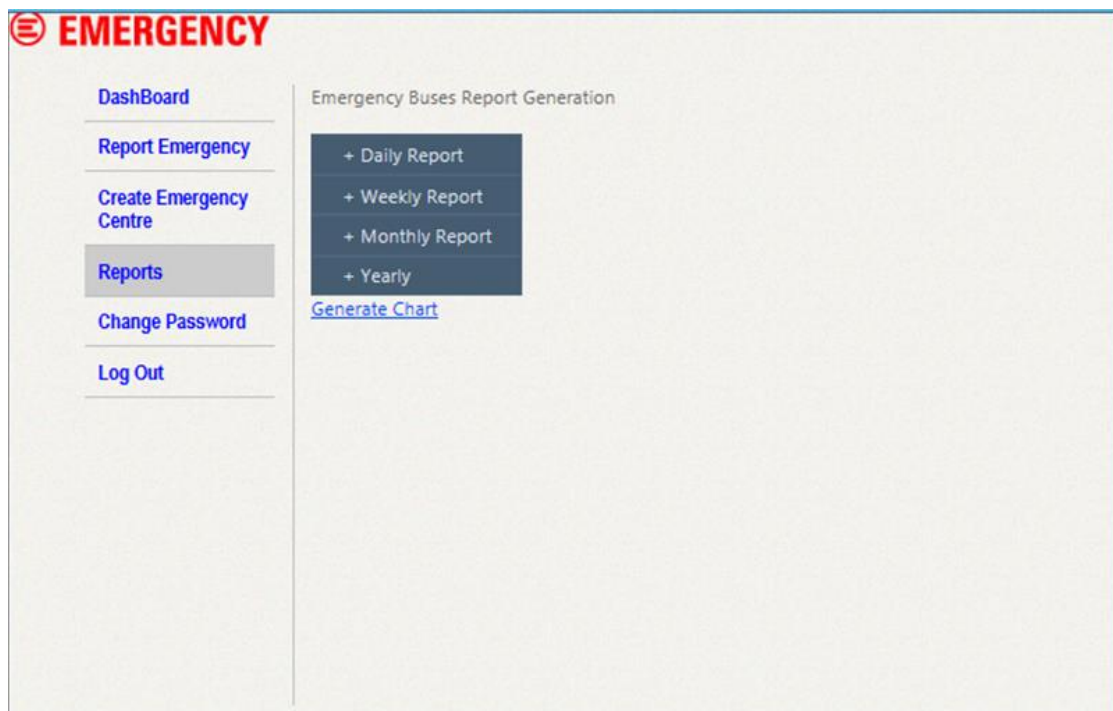 EMERGENCY
DashBoard
Report Emergency
Create Emergency
Centre
Reports
Change Password
Log Out
Emergency Buses Report Generation
+ Daily Report
+ Weekly Report
+ Monthly Report
+ Yearly
Generate Chart